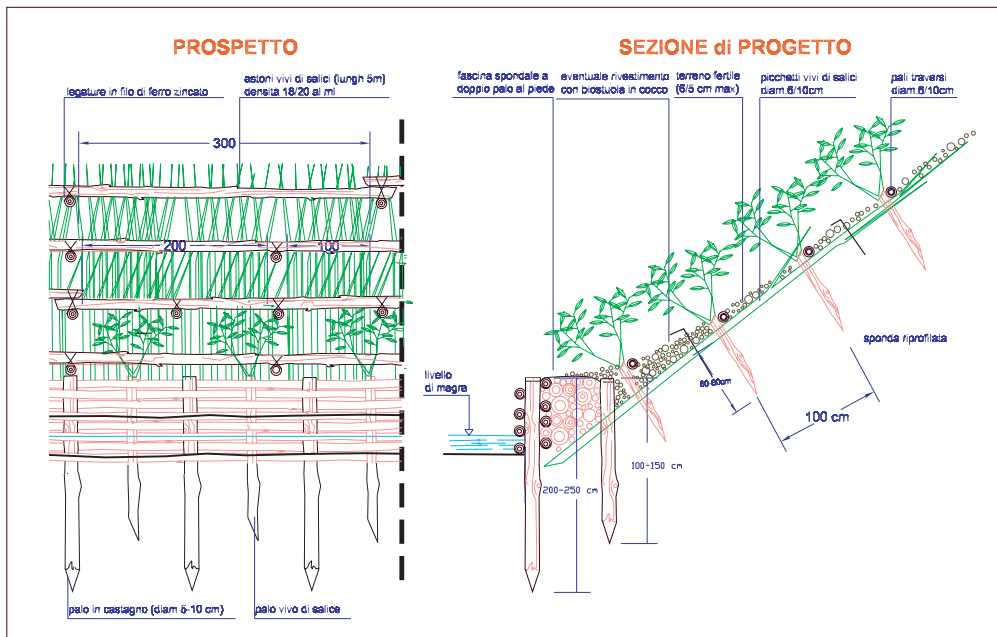 PROSPETTO
SEZIONE di PROGETTO
astoni vivi di salici (lungh 5m)
densità 18/20 al ml
legature in filo di ferro zincato
fascina spondale a
doppio palo al piede
eventuale rivestimento
con biostuoia in cocco
terreno fertile
(6/5 cm max)
picchetti vivi di salici
diam.6/10cm
pali traversi
diam.6/10cm
300
200
100
sponda riprofilata
livello
di magra
60-80cm
100 cm
100-150 cm
200-250 cm
palo in castagno (diam 5-10 cm)
palo vivo di salice